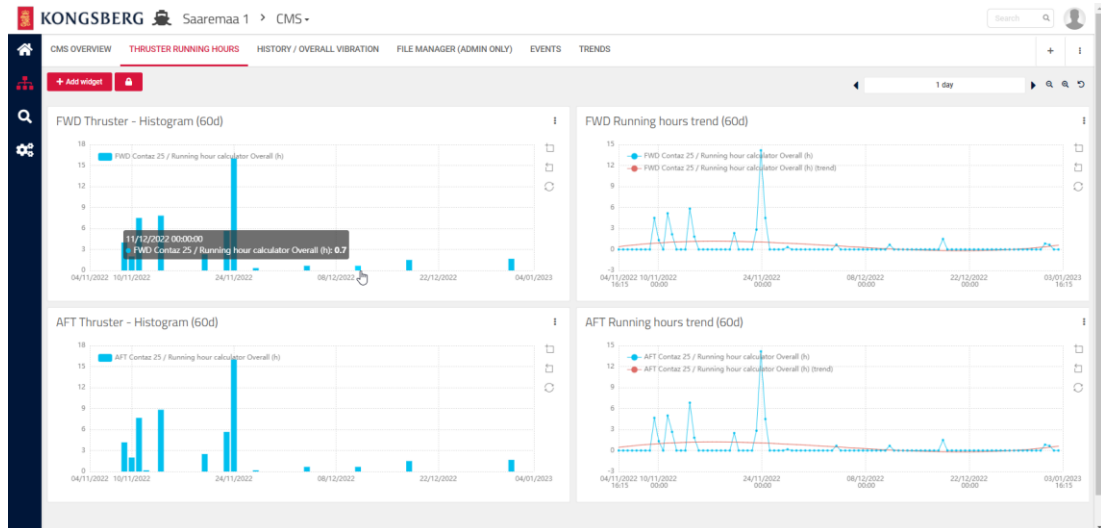 KONGSBERG Saaremaa 1 > CMS
Search
CMS OVERVIEW THRUSTER RUNNING HOURS HISTORY / OVERALL VIBRATION FILE MANAGER (ADMIN ONLY) EVENTS TRENDS
+ Add widget
1 day
FWD Thruster - Histogram (60d)
18
15
12
9
6
3
0
FWD Contaz 25 / Running hour calculator Overall (h)
11/12/2022 00:00:00
FWD Contaz 25 / Running hour calculator Overall (h): 0.7
04/11/2022 10/11/2022 24/11/2022 08/12/2022 22/12/2022 04/01/2023
FWD Running hours trend (60d)
15
12
9
6
3
0
-3
FWD Contaz 25 / Running hour calculator Overall (h)
FWD Contaz 25 / Running hour calculator Overall (h) (trend)
04/11/2022 10/11/2022 24/11/2022 08/12/2022 22/12/2022 03/01/2023
16:15 00:00 00:00 00:00 00:00 16:15
AFT Thruster - Histogram (60d)
18
15
12
9
6
3
0
AFT Contaz 25 / Running hour calculator Overall (h)
04/11/2022 10/11/2022 24/11/2022 08/12/2022 22/12/2022 04/01/2023
AFT Running hours trend (60d)
15
12
9
6
3
0
-3
AFT Contaz 25 / Running hour calculator Overall (h)
AFT Contaz 25 / Running hour calculator Overall (h) (trend)
04/11/2022 10/11/2022 24/11/2022 08/12/2022 22/12/2022 03/01/2023
16:15 00:00 00:00 00:00 00:00 16:15